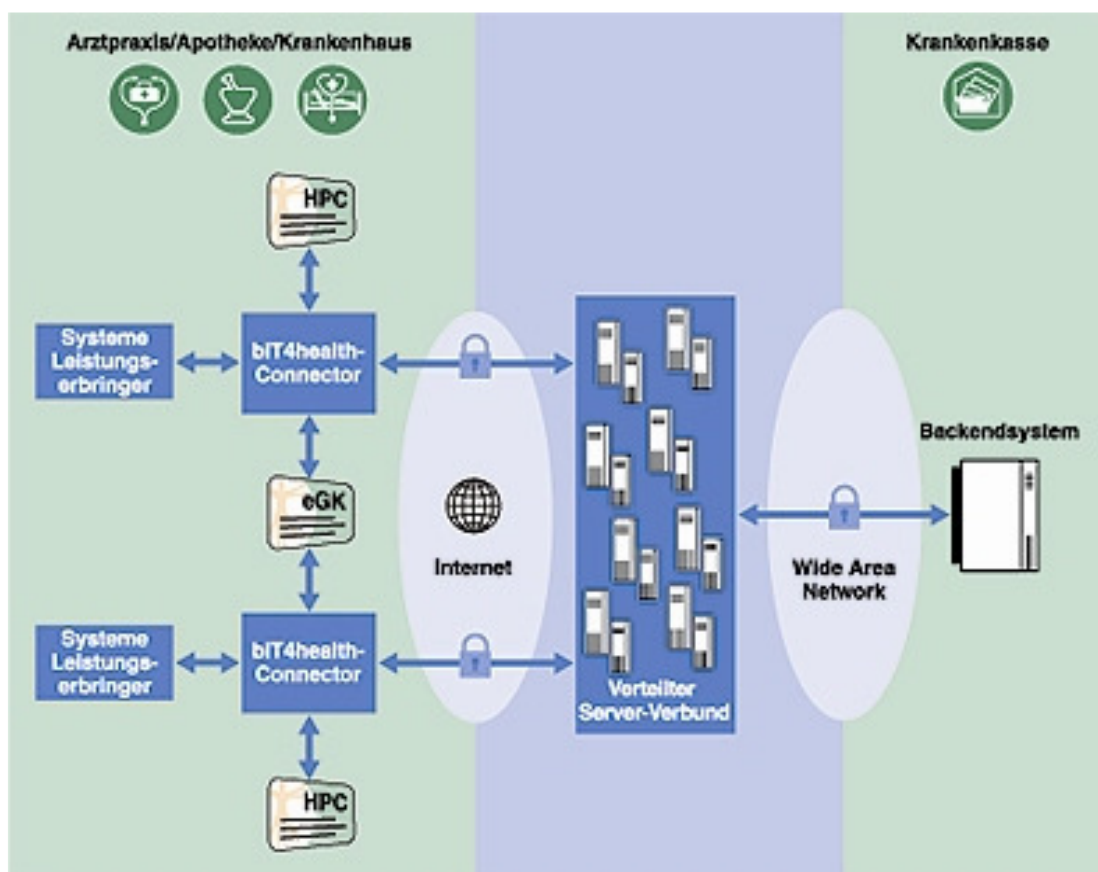 Arztpraxis/Apotheke/Krankenhaus
Krankenkasse
HPC
Systeme
Leistungs-
erbringer
bIT4health-
Connector
eGK
Internet
Backendsystem
Wide Area
Network
Systeme
Leistungs-
erbringer
bIT4health-
Connector
Verteilter
Server-Verbund
HPC